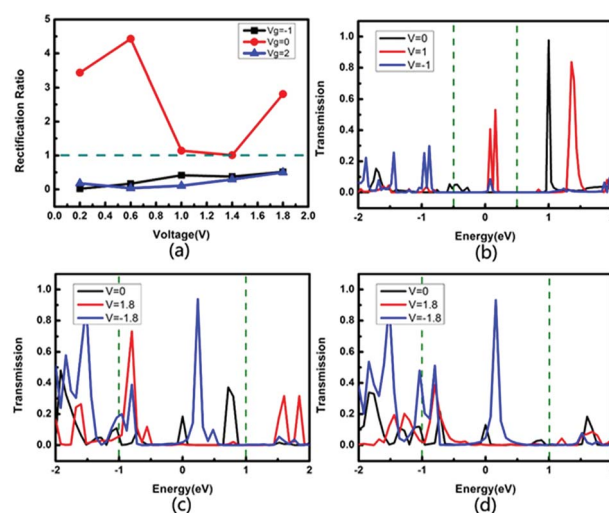 5
4
3
2
1
0
Rectification Ratio
Vg=-1
Vg=0
Vg=2
0.0 0.2 0.4 0.6 0.8 1.0 1.2 1.4 1.6 1.8 2.0
Voltage(V)
(a)
1.0
0.8
0.6
0.4
0.2
0.0
Transmission
V=0
V=1
V=-1
-2 -1 0 1 2
Energy(eV)
(b)
1.0
0.8
0.6
0.4
0.2
0.0
Transmission
V=0
V=1.8
V=-1.8
-2 -1 0 1 2
Energy(eV)
(c)
1.0
0.8
0.6
0.4
0.2
0.0
Transmission
V=0
V=1.8
V=-1.8
-2 -1 0 1
Energy(eV)
(d)